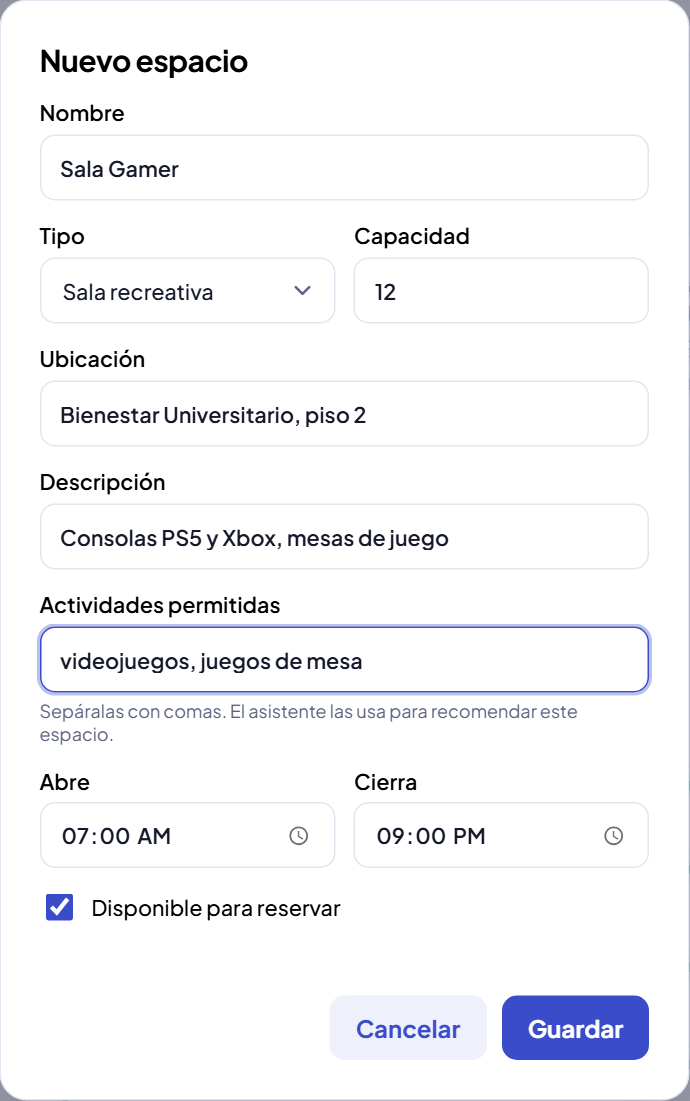 Nuevo espacio
Nombre
Sala Gamer
Tipo
Capacidad
Sala recreativa
12
Ubicación
Bienestar Universitario, piso 2
Descripción
Consolas PS5 y Xbox, mesas de juego
Actividades permitidas
videojuegos, juegos de mesa
Sepáralas con comas. El asistente las usa para recomendar este
espacio.
Abre
Cierra
07:00 AM
09:00 PM
Disponible para reservar
Cancelar
Guardar